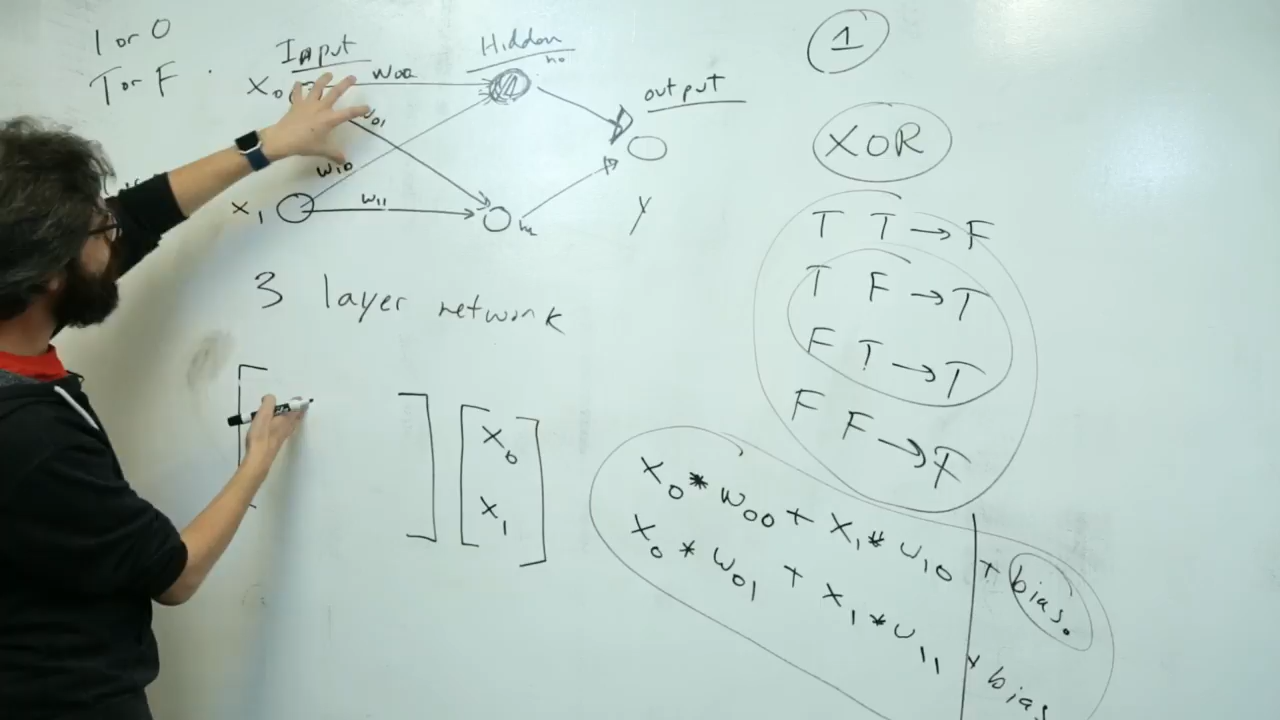 1 or 0
T or F .
Input
X0
X1
w00
w01
w10
w11
Hidden
h0
output
y
3 layer network
x0
x1
1
XOR
T T → F
T F → T
F T → T
F F → F
x0 * w00 + x1 * w10 + bias.
x0 * w01 + x1 * w11 + bias